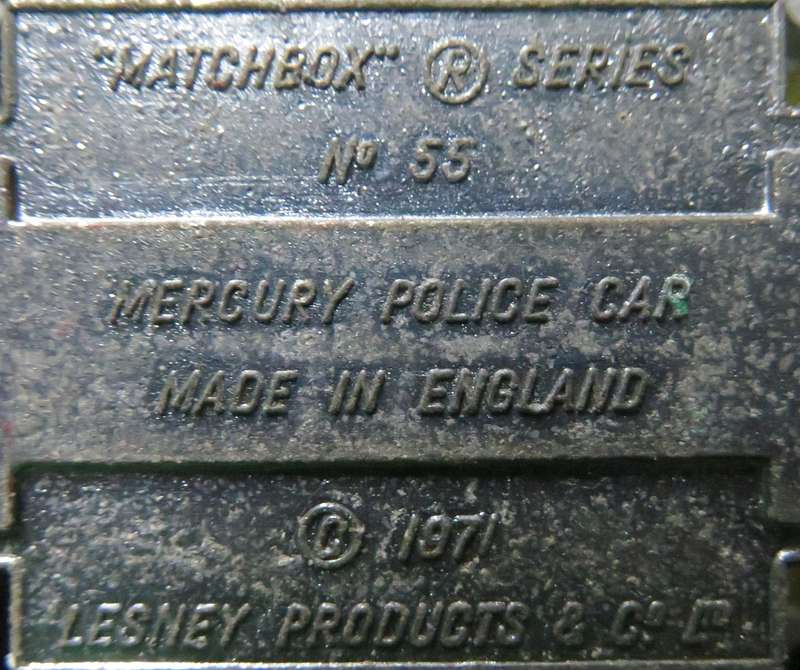 "MATCHBOX" ® SERIES
Nº 55
MERCURY POLICE CAR
MADE IN ENGLAND
© 1971
LESNEY PRODUCTS & Cº Lᵀᴰ